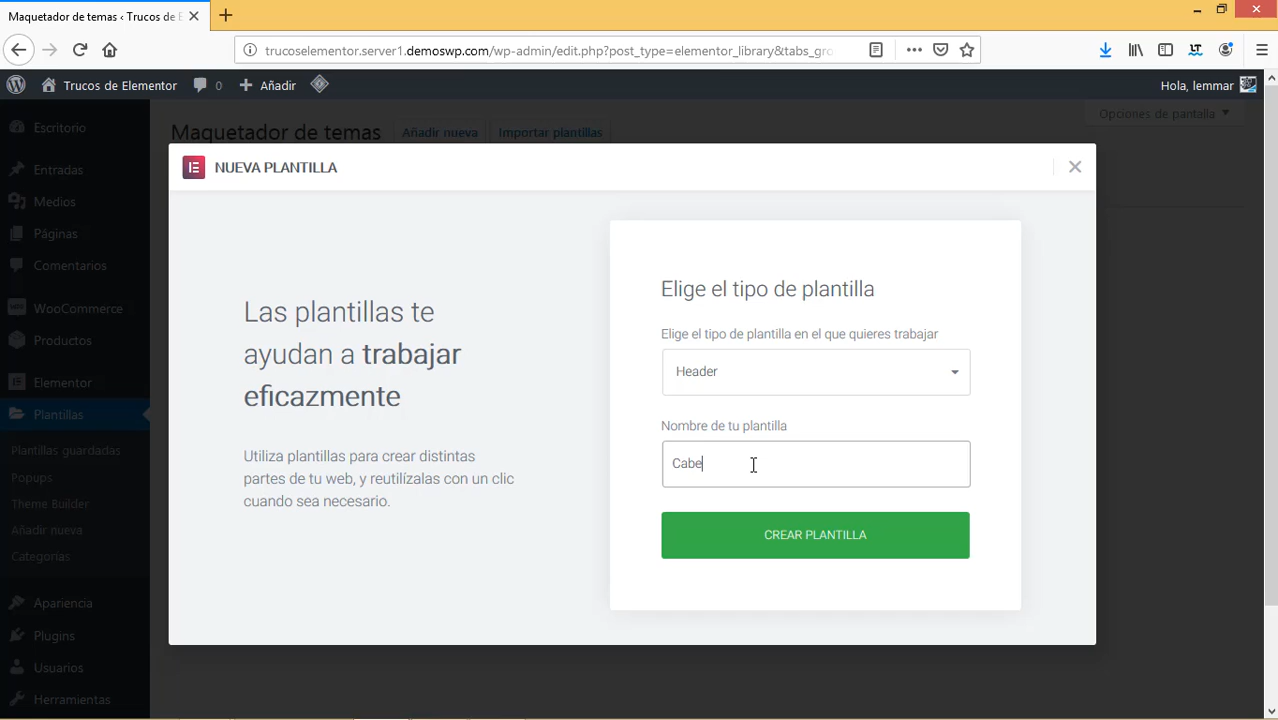 Maquetador de temas ‹ Trucos de E
trucoselementor.server1.demoswp.com/wp-admin/edit.php?post_type=elementor_library&tabs_gro
Trucos de Elementor 0 Añadir Hola, lemmar
Escritorio
Entradas
Medios
Páginas
Comentarios
WooCommerce
Productos
Elementor
Plantillas
Plantillas guardadas
Popups
Theme Builder
Añadir nueva
Categorías
Apariencia
Plugins
Usuarios
Herramientas
Maquetador de temas Añadir nueva Importar plantillas Opciones de pantalla
NUEVA PLANTILLA
Las plantillas te
ayudan a trabajar
eficazmente
Utiliza plantillas para crear distintas
partes de tu web, y reutilízalas con un clic
cuando sea necesario.
Elige el tipo de plantilla
Elige el tipo de plantilla en el que quieres trabajar
Header
Nombre de tu plantilla
Cabe
CREAR PLANTILLA